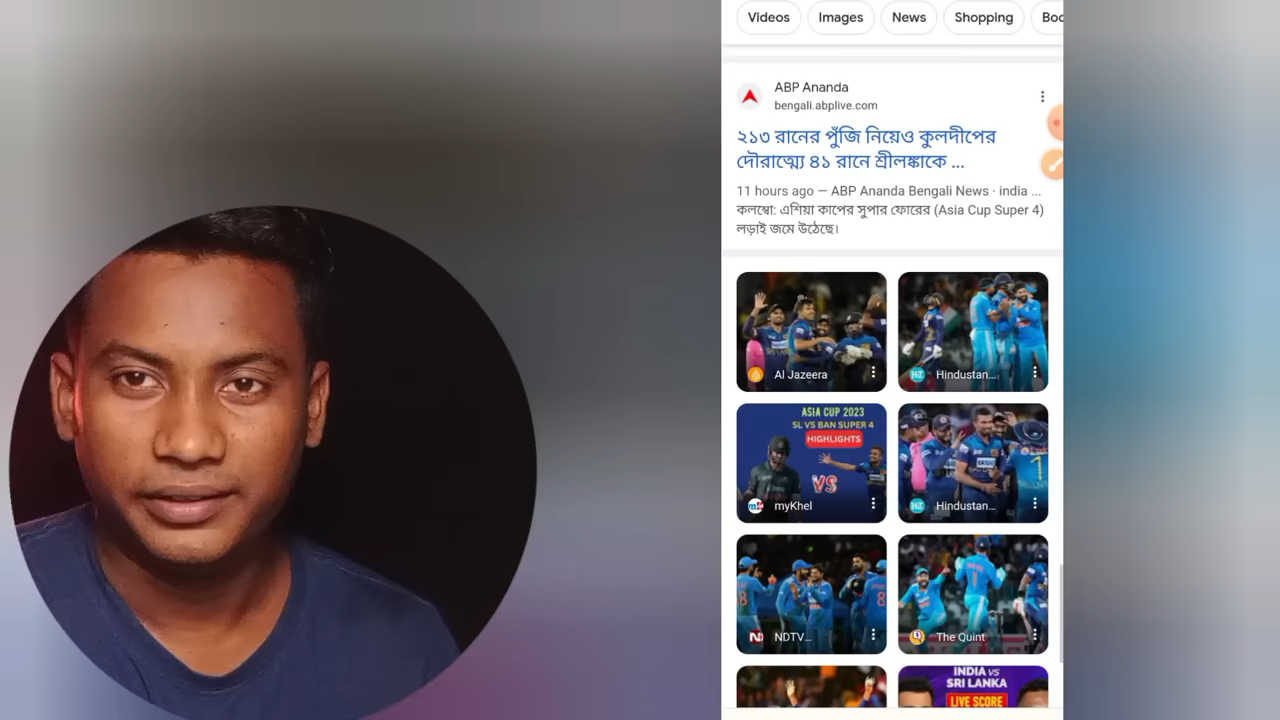 Videos
Images
News
Shopping
ABP Ananda
bengali.abplive.com
২১৩ রানের পুঁজি নিয়েও কুলদীপের
দৌরাত্ম্যে ৪১ রানে শ্রীলঙ্কাকে ...
11 hours ago — ABP Ananda Bengali News · india ...
কলম্বো: এশিয়া কাপের সুপার ফোরের (Asia Cup Super 4)
লড়াই জমে উঠেছে।
Al Jazeera
Hindustan...
ASIA CUP 2023
SL VS BAN SUPER 4
HIGHLIGHTS
VS
myKhel
Hindustan...
NDTV...
The Quint
INDIA VS
SRI LANKA
LIVE SCORE